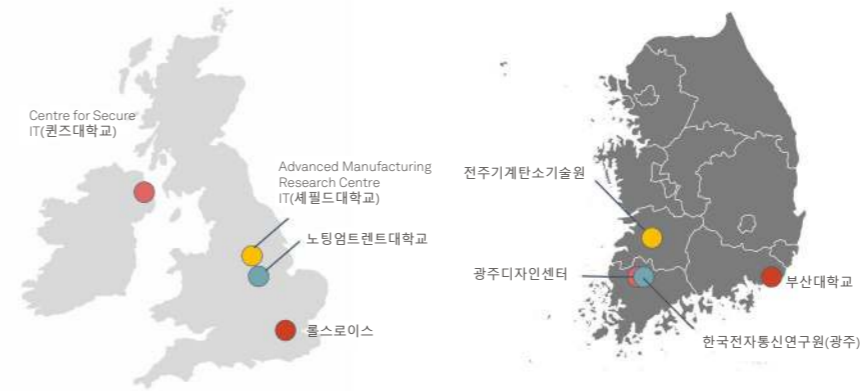 Centre for Secure
IT(퀸즈대학교)
Advanced Manufacturing
Research Centre
IT(셰필드대학교)
노팅엄트렌트대학교
롤스로이스
전주기계탄소기술원
광주디자인센터
부산대학교
한국전자통신연구원(광주)